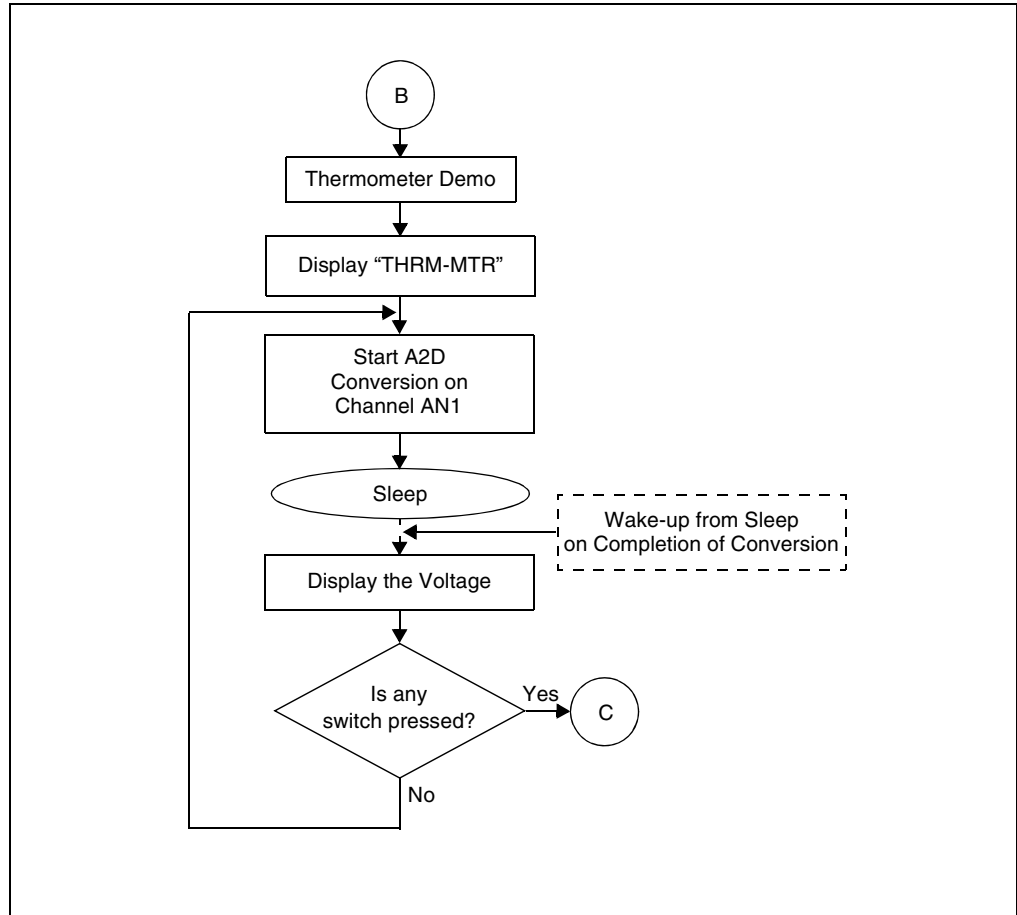 B
Thermometer Demo
Display “THRM-MTR”
Start A2D
Conversion on
Channel AN1
Sleep
Wake-up from Sleep
on Completion of Conversion
Display the Voltage
Is any
switch pressed?
Yes
C
No